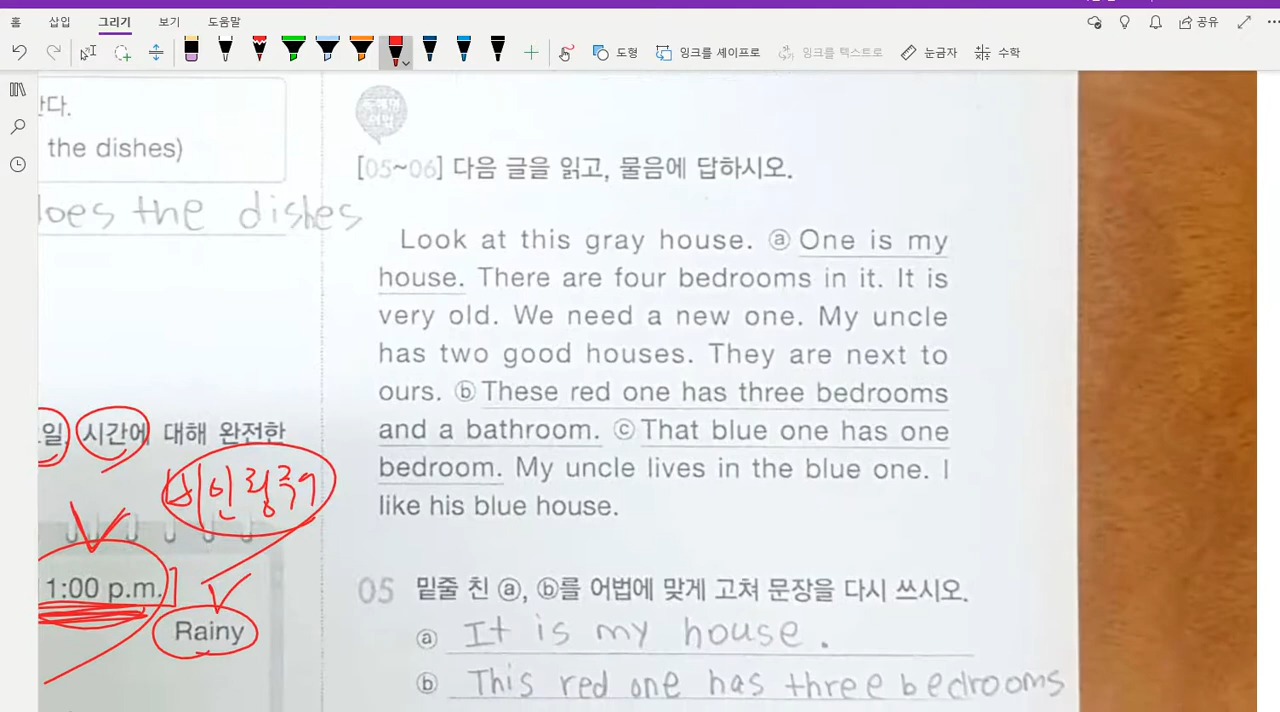 홈 삽입 그리기 보기 도움말 공유
도형 잉크를 셰이프로 잉크를 텍스트로 눈금자 수학
한다.
the dishes)
does the dishes
일, 시간에 대해 완전한
비인칭주어
1:00 p.m.]
Rainy
[05~06] 다음 글을 읽고, 물음에 답하시오.
Look at this gray house. ⓐ One is my
house. There are four bedrooms in it. It is
very old. We need a new one. My uncle
has two good houses. They are next to
ours. ⓑ These red one has three bedrooms
and a bathroom. ⓒ That blue one has one
bedroom. My uncle lives in the blue one. I
like his blue house.
05 밑줄 친 ⓐ, ⓑ를 어법에 맞게 고쳐 문장을 다시 쓰시오.
ⓐ It is my house.
ⓑ This red one has three bedrooms